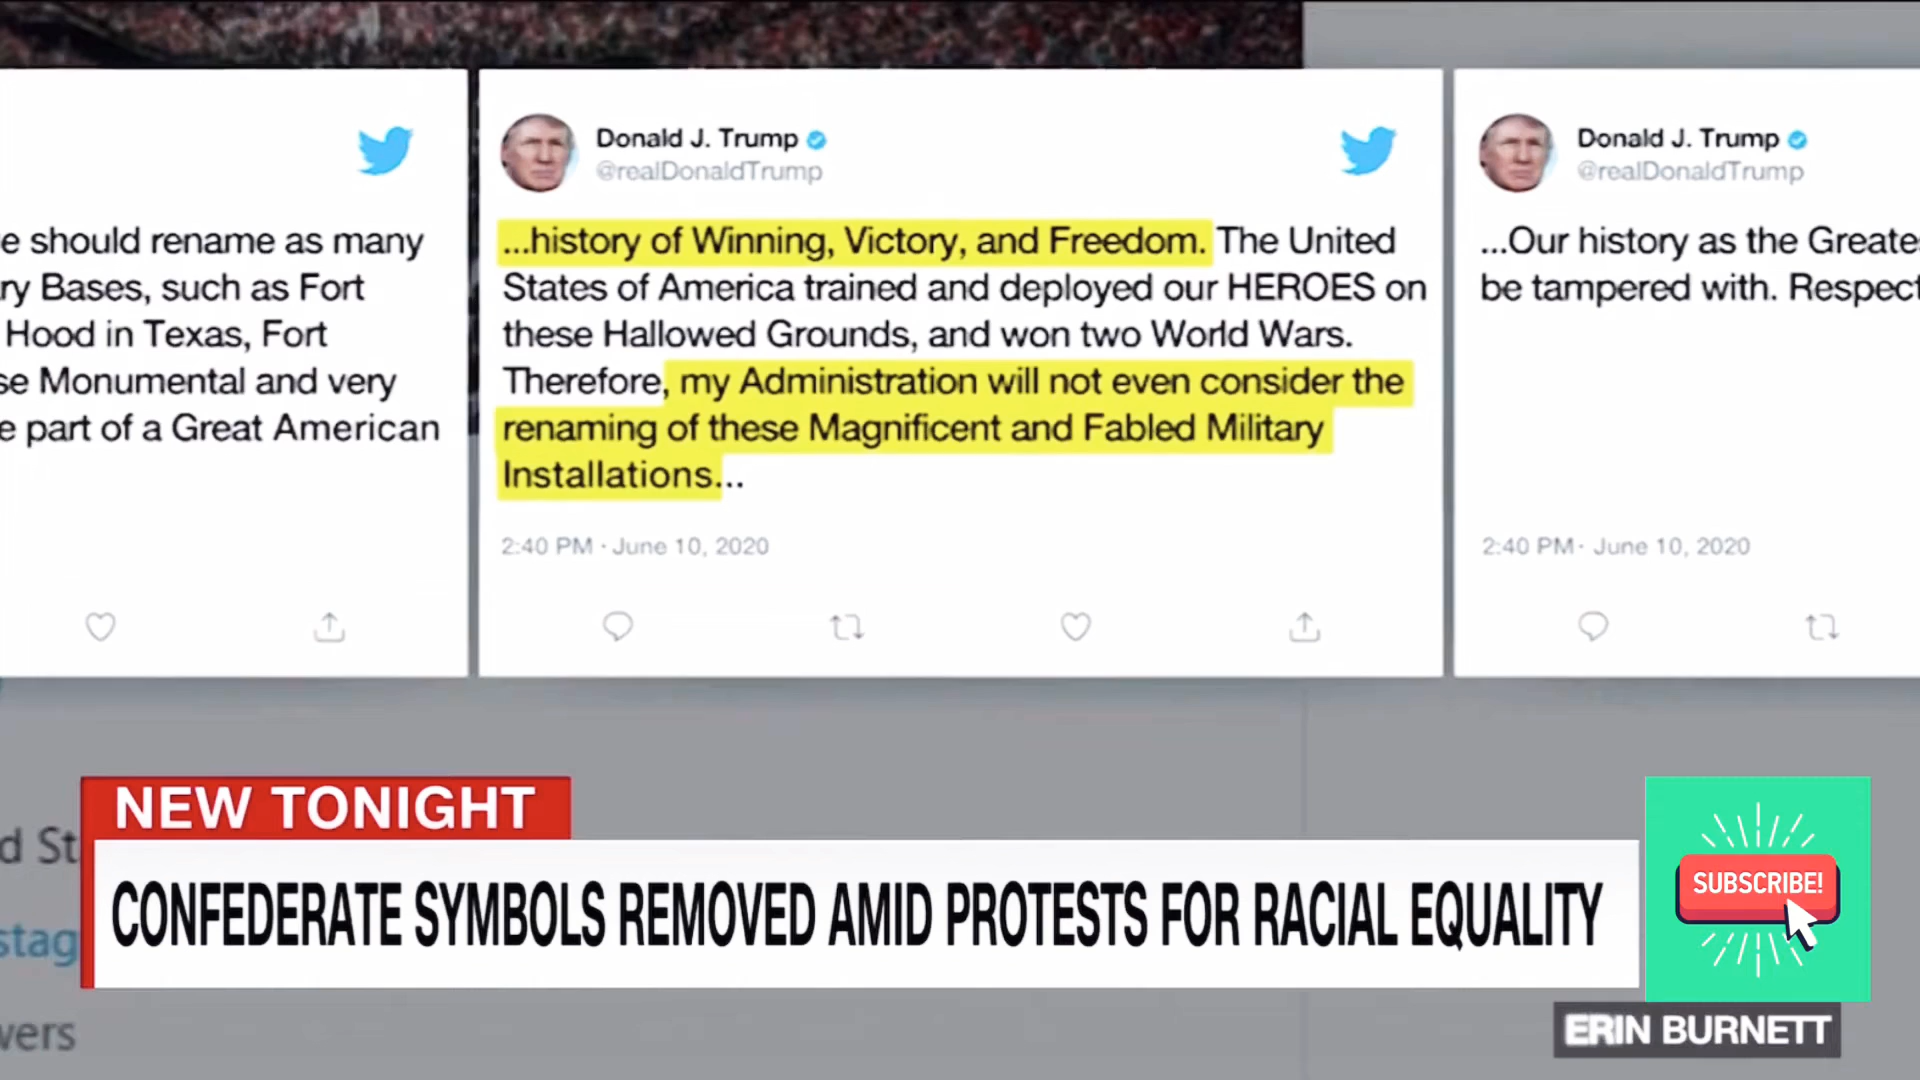 e should rename as many
ry Bases, such as Fort
Hood in Texas, Fort
se Monumental and very
e part of a Great American
Donald J. Trump
@realDonaldTrump
...history of Winning, Victory, and Freedom. The United
States of America trained and deployed our HEROES on
these Hallowed Grounds, and won two World Wars.
Therefore, my Administration will not even consider the
renaming of these Magnificent and Fabled Military
Installations...
2:40 PM · June 10, 2020
Donald J. Trump
@realDonaldTrump
...Our history as the Greate
be tampered with. Respect
2:40 PM · June 10, 2020
NEW TONIGHT
d St
CONFEDERATE SYMBOLS REMOVED AMID PROTESTS FOR RACIAL EQUALITY
stag
SUBSCRIBE!
wers
ERIN BURNETT